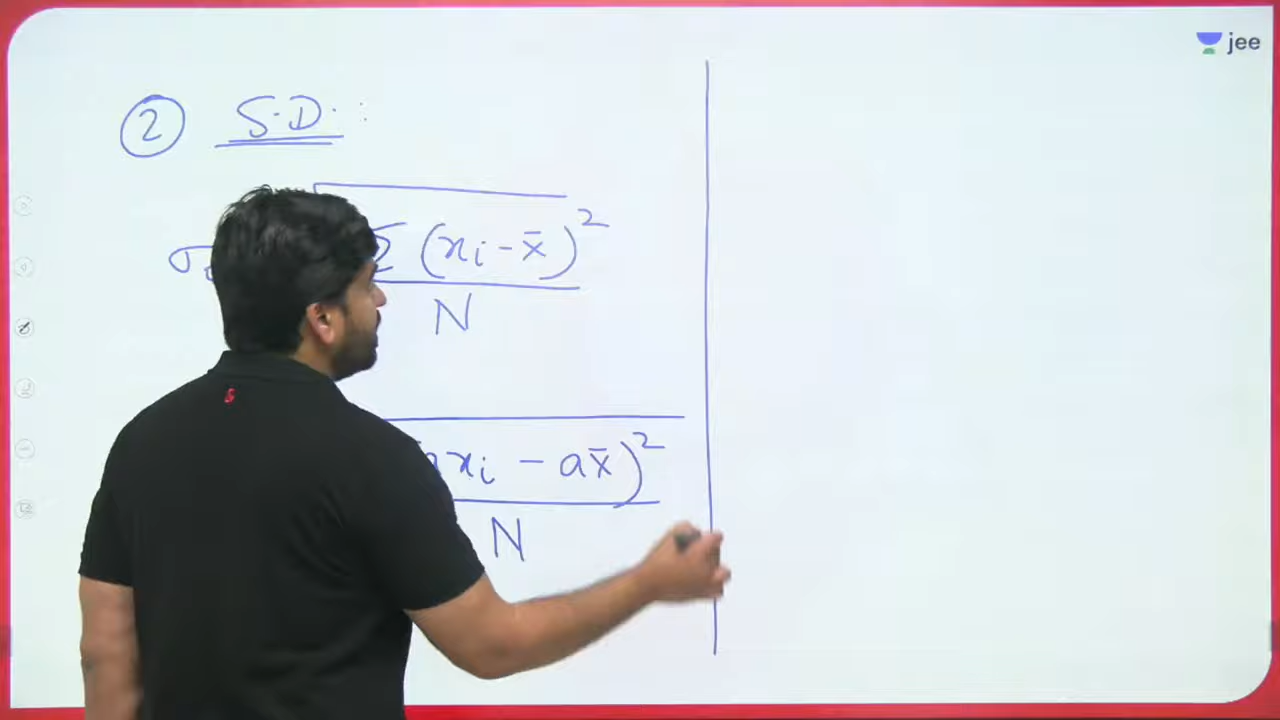 jee
② S.D. :
σ Σ (xᵢ - x̄)²
N
xᵢ - ax̄)²
N